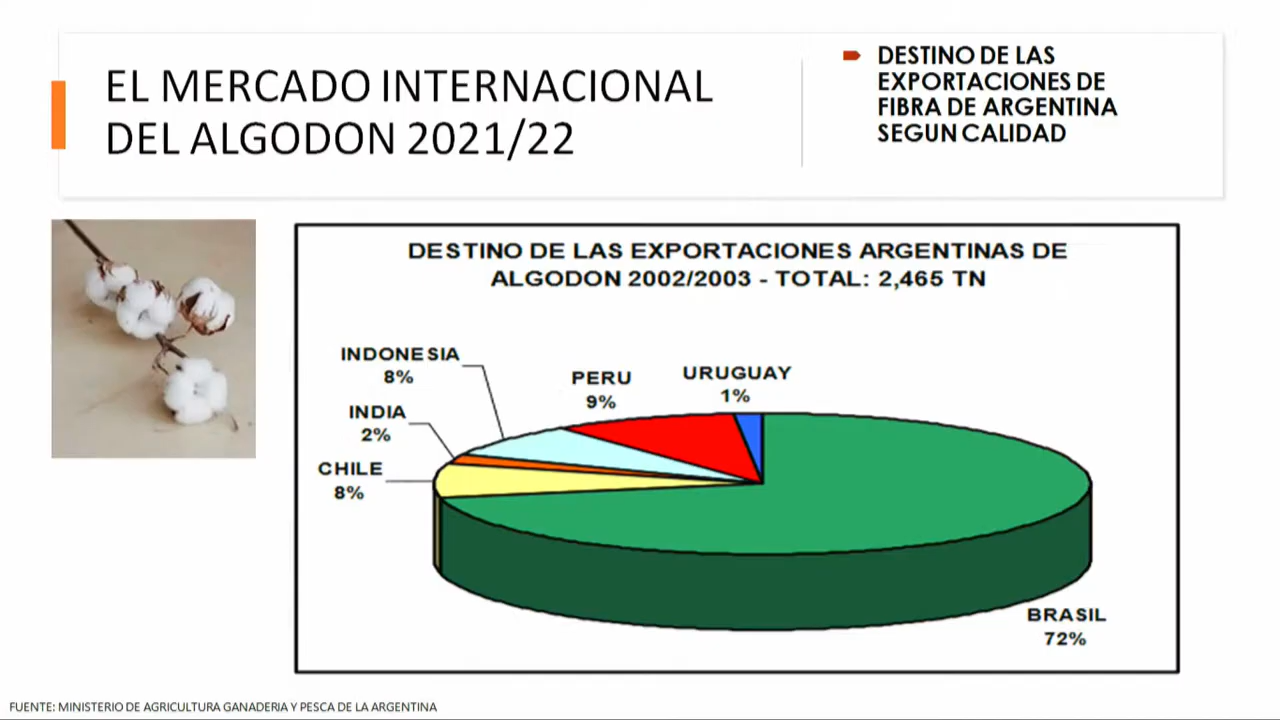 EL MERCADO INTERNACIONAL
DEL ALGODON 2021/22
DESTINO DE LAS
EXPORTACIONES DE
FIBRA DE ARGENTINA
SEGUN CALIDAD
DESTINO DE LAS EXPORTACIONES ARGENTINAS DE
ALGODON 2002/2003 - TOTAL: 2,465 TN
INDONESIA
8%
PERU
9%
URUGUAY
1%
INDIA
2%
CHILE
8%
BRASIL
72%
FUENTE: MINISTERIO DE AGRICULTURA GANADERIA Y PESCA DE LA ARGENTINA